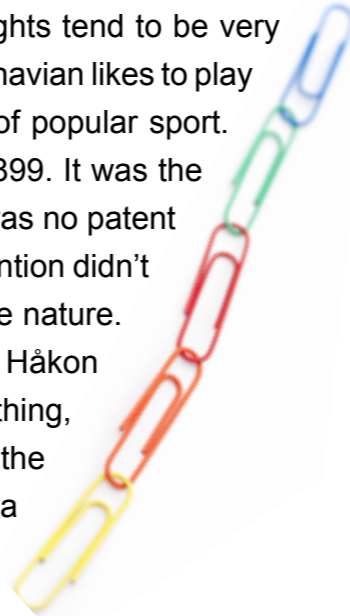 ghts tend to be very
navian likes to play
of popular sport.
399. It was the
as no patent
ntion didn't
e nature.
Håkon
thing,
the
a